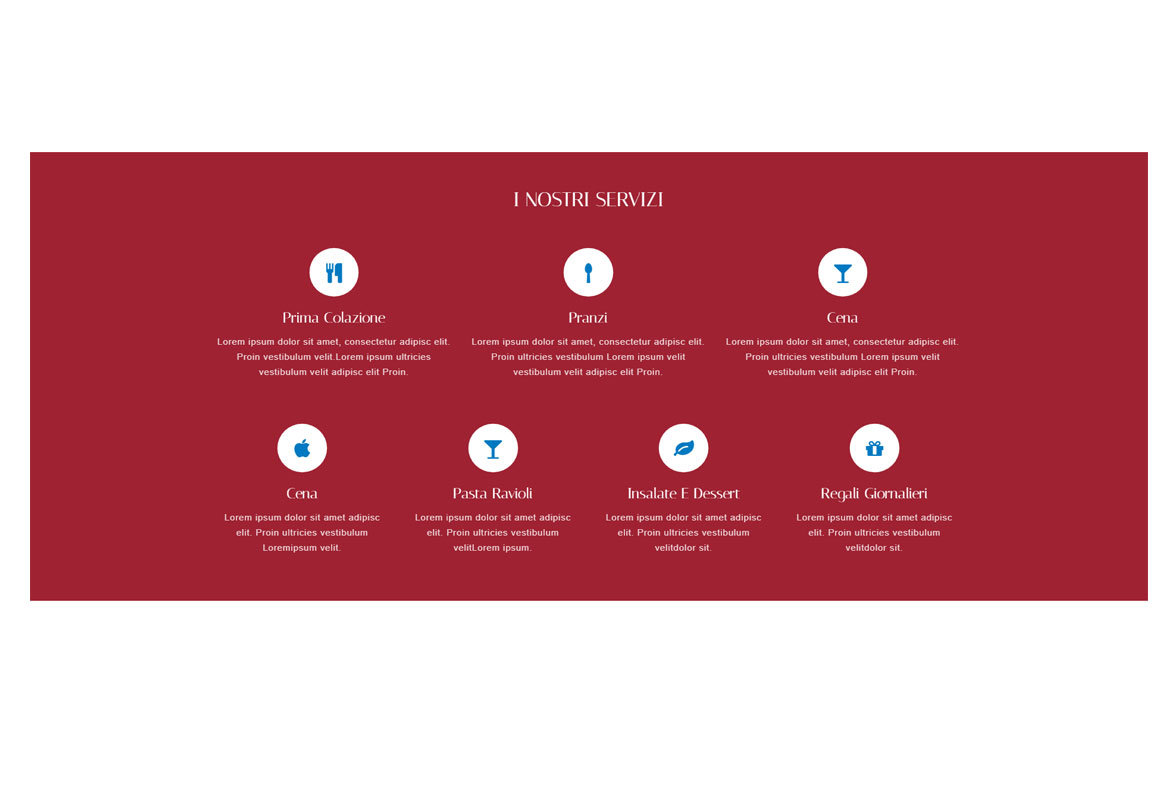 I NOSTRI SERVIZI
Prima Colazione
Lorem ipsum dolor sit amet, consectetur adipisc elit.
Proin vestibulum velit.Lorem ipsum ultricies
vestibulum velit adipisc elit Proin.
Pranzi
Lorem ipsum dolor sit amet, consectetur adipisc elit.
Proin ultricies vestibulum Lorem ipsum velit
vestibulum velit adipisc elit Proin.
Cena
Lorem ipsum dolor sit amet, consectetur adipisc elit.
Proin ultricies vestibulum Lorem ipsum velit
vestibulum velit adipisc elit Proin.
Cena
Lorem ipsum dolor sit amet adipisc
elit. Proin ultricies vestibulum
Loremipsum velit.
Pasta Ravioli
Lorem ipsum dolor sit amet adipisc
elit. Proin ultricies vestibulum
velitLorem ipsum.
Insalate E Dessert
Lorem ipsum dolor sit amet adipisc
elit. Proin ultricies vestibulum
velitdolor sit.
Regali Giornalieri
Lorem ipsum dolor sit amet adipisc
elit. Proin ultricies vestibulum
velitdolor sit.